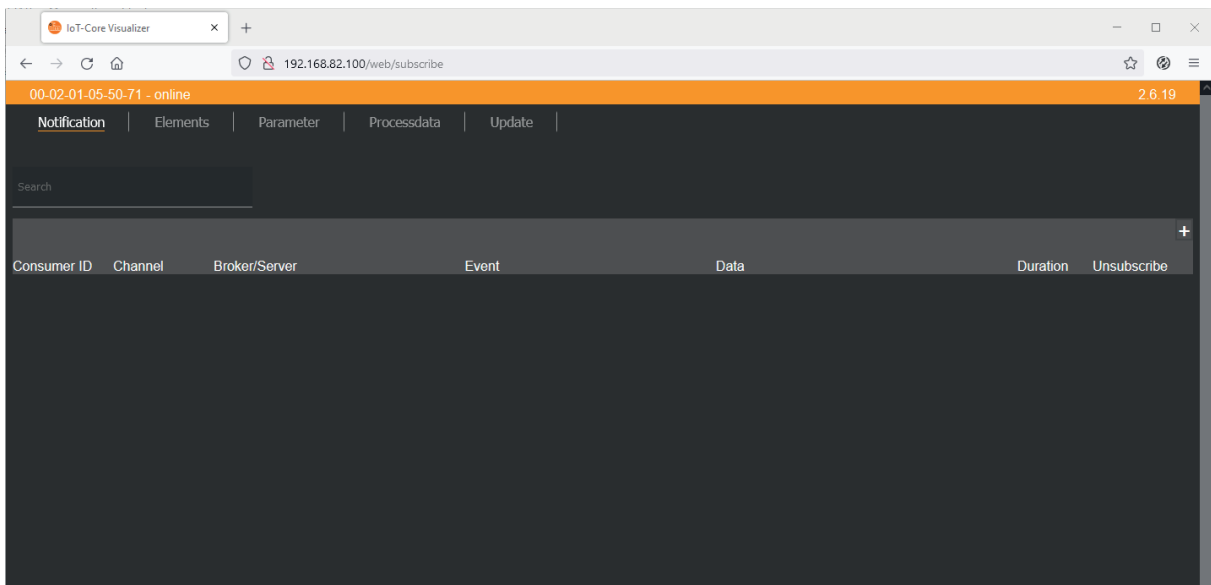 IoT-Core Visualizer
192.168.82.100/web/subscribe
00-02-01-05-50-71 - online 2.6.19
Notification Elements Parameter Processdata Update
Search
+
Consumer ID Channel Broker/Server Event Data Duration Unsubscribe